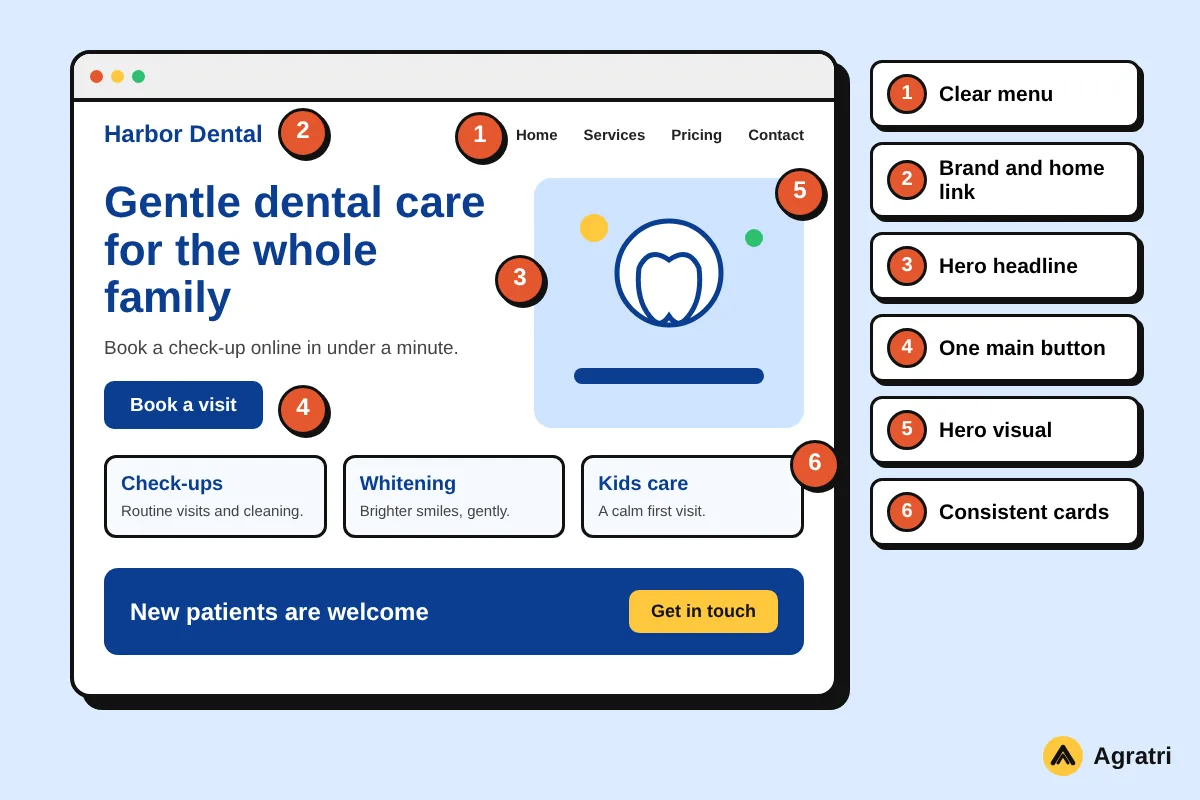 Harbor Dental
2
1
Home Services Pricing Contact
5
Gentle dental care
for the whole
family
3
Book a check-up online in under a minute.
Book a visit
4
6
Check-ups
Routine visits and cleaning.
Whitening
Brighter smiles, gently.
Kids care
A calm first visit.
New patients are welcome
Get in touch
1 Clear menu
2 Brand and home
link
3 Hero headline
4 One main button
5 Hero visual
6 Consistent cards
Agratri